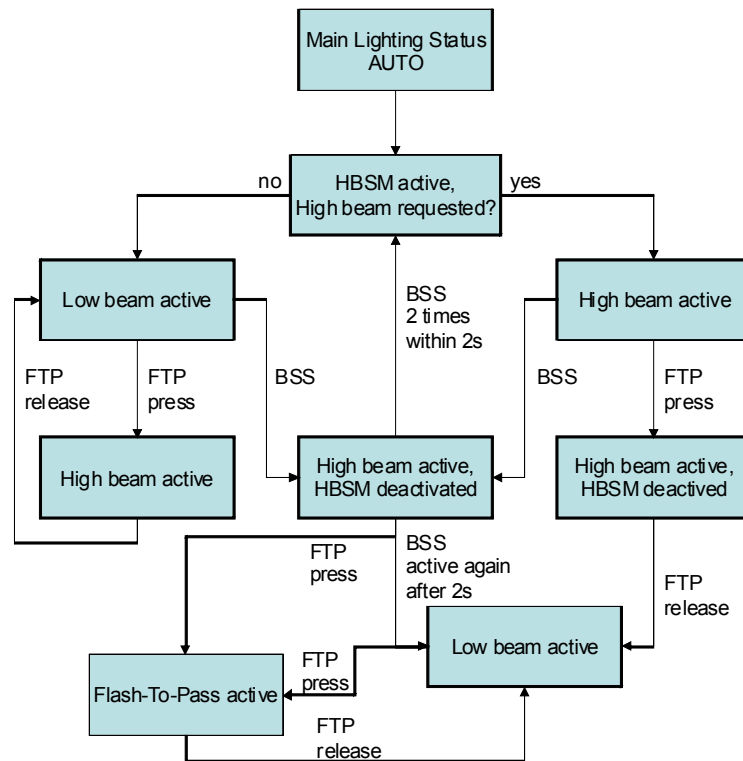 Main Lighting Status
AUTO
no
HBSM active,
High beam requested?
yes
Low beam active
BSS
2 times
within 2s
High beam active
FTP
release
FTP
press
BSS
BSS
FTP
press
High beam active
High beam active,
HBSM deactivated
High beam active,
HBSM deactived
FTP
press
BSS
active again
after 2s
FTP
release
Flash-To-Pass active
FTP
press
Low beam active
FTP
release